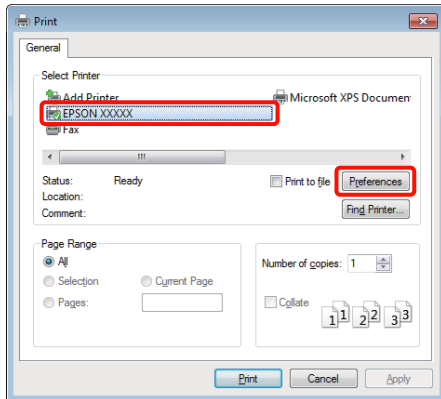 Print
General
Select Printer
Add Printer
Microsoft XPS Documen
EPSON XXXXX
Fax
Status: Ready
Print to file
Preferences
Location:
Comment:
Find Printer...
Page Range
All
Selection
Current Page
Pages:
Number of copies: 1
Collate
1 1 2 2 3 3
Print
Cancel
Apply